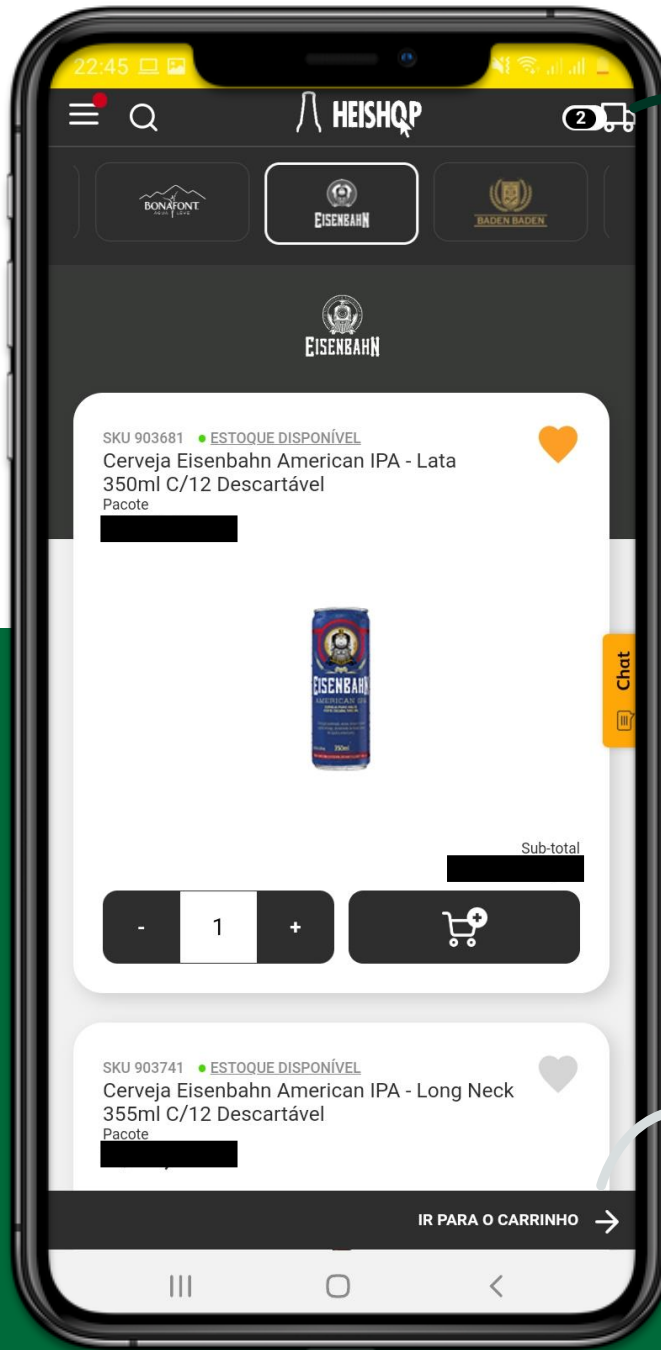 22:45
HEISHOP
2
BONAFONT
EISENBAHN
BADEN BADEN
EISENBAHN
SKU 903681 ● ESTOQUE DISPONÍVEL
Cerveja Eisenbahn American IPA - Lata
350ml C/12 Descartável
Pacote
EISENBAHN
AMERICAN IPA
350ml
Chat
Sub-total
- 1 +
SKU 903741 ● ESTOQUE DISPONÍVEL
Cerveja Eisenbahn American IPA - Long Neck
355ml C/12 Descartável
Pacote
IR PARA O CARRINHO